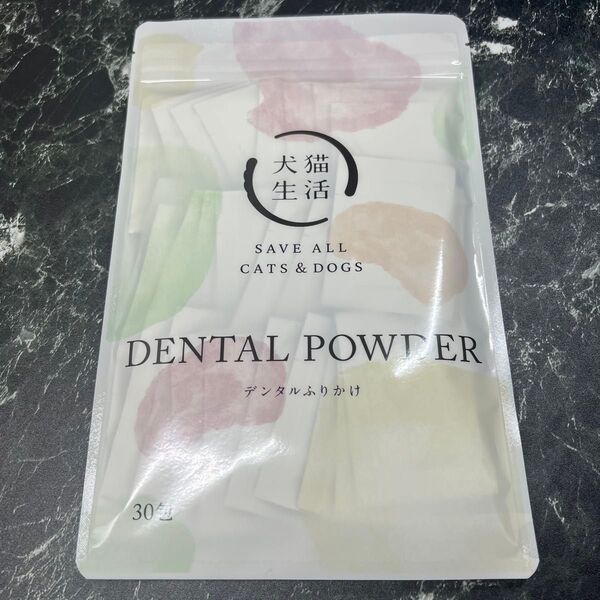 犬猫
生活
SAVE ALL
CATS & DOGS
DENTAL POWDER
デンタルふりかけ
30包